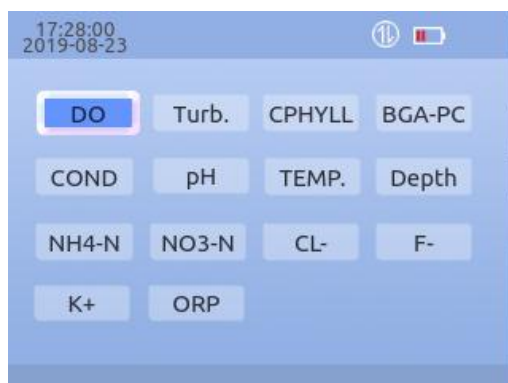 17:28:00
2019-08-23
DO Turb. CPHYLL BGA-PC
COND pH TEMP. Depth
NH4-N NO3-N CL- F-
K+ ORP